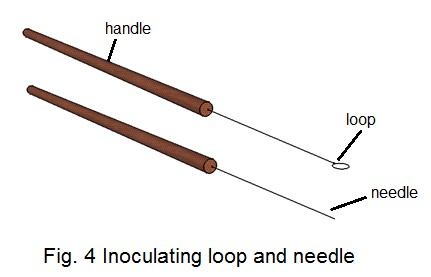 handle
loop
needle
Fig. 4 Inoculating loop and needle